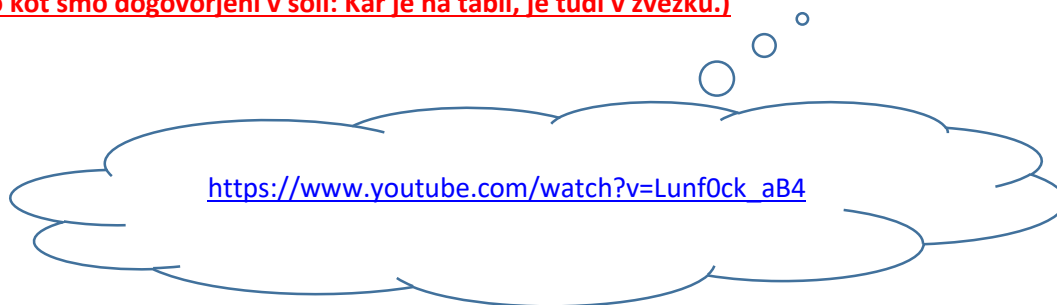 kot smo dogovorjeni v šoli: Kar je na tabli, je tudi v zvezku.)
https://www.youtube.com/watch?v=Lunf0ck_aB4